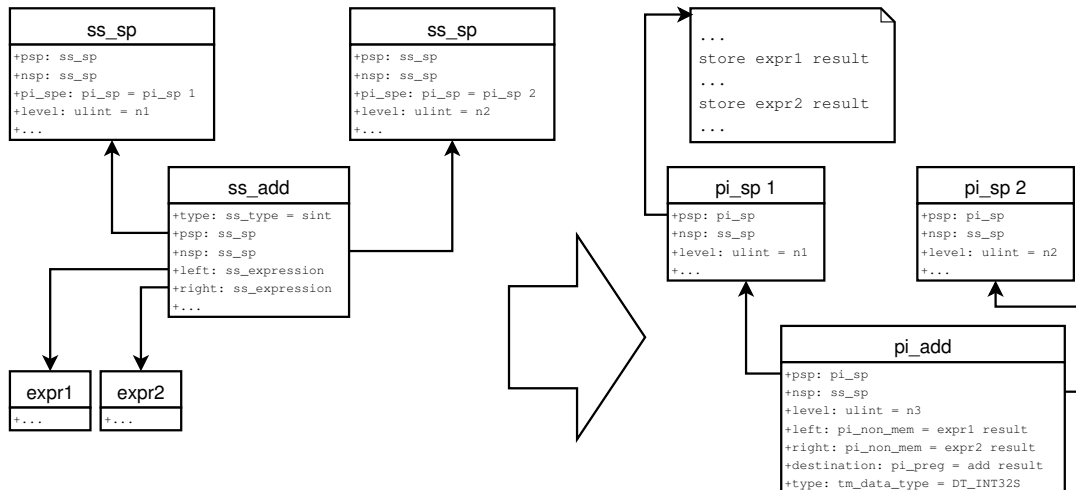 ss_sp
+psp: ss_sp
+nsp: ss_sp
+pi_spe: pi_sp = pi_sp 1
+level: ulint = n1
+...
ss_sp
+psp: ss_sp
+nsp: ss_sp
+pi_spe: pi_sp = pi_sp 2
+level: ulint = n2
+...
ss_add
+type: ss_type = sint
+psp: ss_sp
+nsp: ss_sp
+left: ss_expression
+right: ss_expression
+...
expr1
+...
expr2
+...
...
store expr1 result
...
store expr2 result
...
pi_sp 1
+psp: pi_sp
+nsp: ss_sp
+level: ulint = n1
+...
pi_sp 2
+psp: pi_sp
+nsp: ss_sp
+level: ulint = n2
+...
pi_add
+psp: pi_sp
+nsp: ss_sp
+level: ulint = n3
+left: pi_non_mem = expr1 result
+right: pi_non_mem = expr2 result
+destination: pi_preg = add result
+type: tm_data_type = DT_INT32S